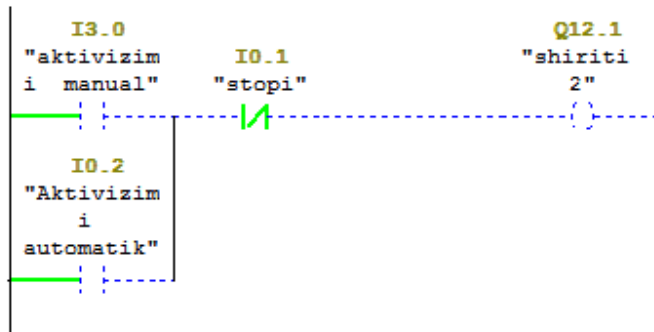 I3.0
"aktivizim
i manual"
I0.1
"stopi"
Q12.1
"shiriti
2"
I0.2
"Aktivizim
i
automatik"